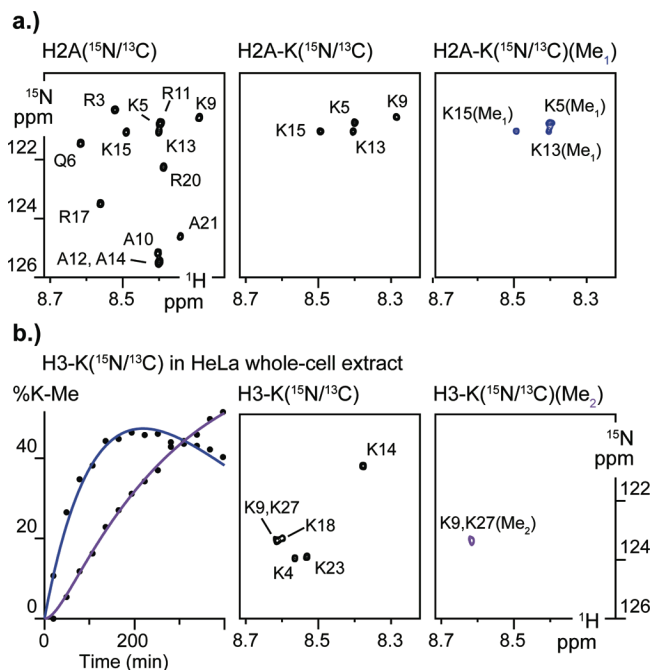 a.)
H2A(¹⁵N/¹³C)
H2A-K(¹⁵N/¹³C)
H2A-K(¹⁵N/¹³C)(Me₁)
¹⁵N
ppm
122
124
126
R3
K5
R11
K9
K15
K13
Q6
R20
R17
A21
A10
A12, A14
¹H
ppm
8.7
8.5
8.3
K5
K9
K15
K13
8.7
8.5
8.3
K15(Me₁)
K5(Me₁)
K13(Me₁)
8.7
8.5
8.3
b.)
H3-K(¹⁵N/¹³C) in HeLa whole-cell extract
%K-Me
40
20
0
0
200
Time (min)
H3-K(¹⁵N/¹³C)
K14
K9,K27
K18
K4
K23
8.7
8.5
8.3
H3-K(¹⁵N/¹³C)(Me₂)
K9,K27(Me₂)
¹⁵N
ppm
122
124
126
¹H
ppm
8.7
8.5